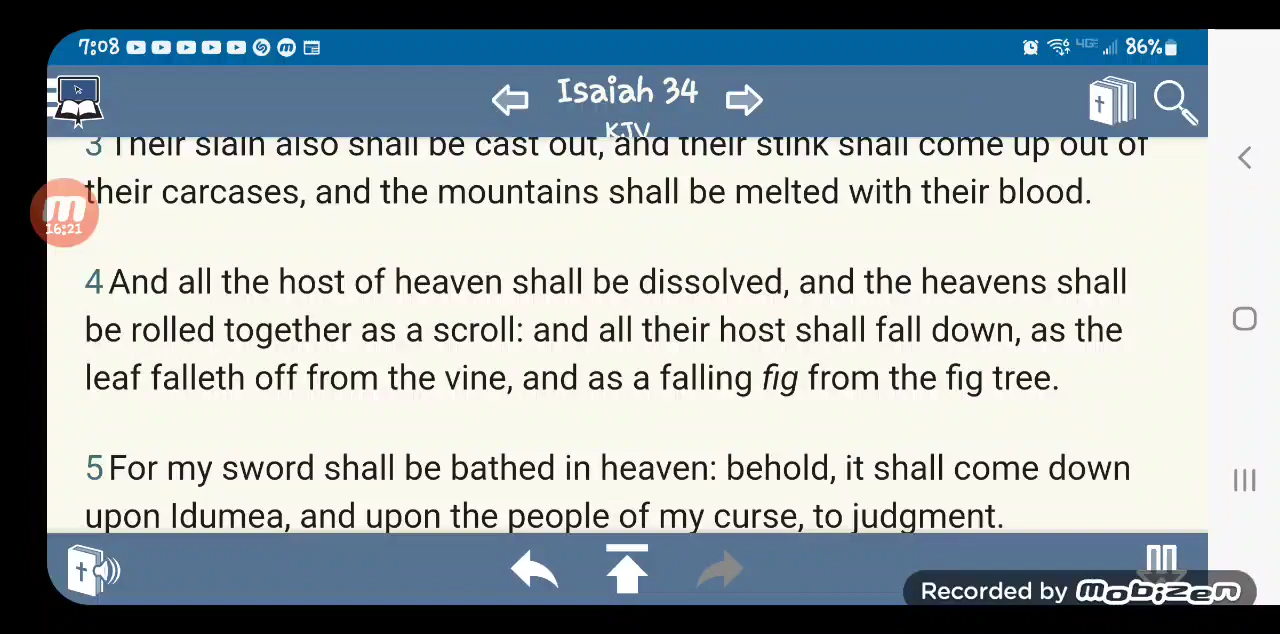 7:08 86%
Isaiah 34
KJV
3 Their slain also shall be cast out, and their stink shall come up out of
their carcases, and the mountains shall be melted with their blood.
16:21
4 And all the host of heaven shall be dissolved, and the heavens shall
be rolled together as a scroll: and all their host shall fall down, as the
leaf falleth off from the vine, and as a falling fig from the fig tree.
5 For my sword shall be bathed in heaven: behold, it shall come down
upon Idumea, and upon the people of my curse, to judgment.
Recorded by mobizen